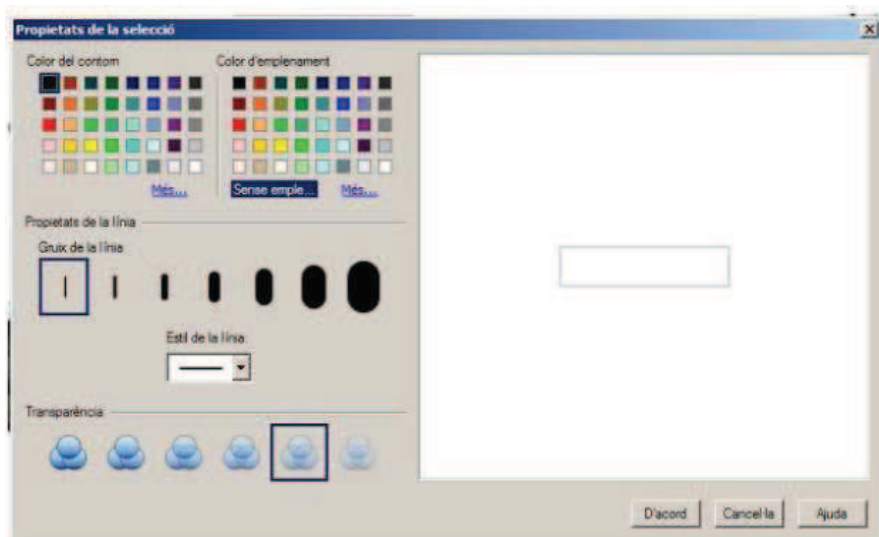 Propietats de la selecció
Color del contorn
Color d'emplenament
Més...
Sense emple...
Més...
Propietats de la línia
Gruix de la línia
Estil de la línia
Transparència
D'acord
Cancel·la
Ajuda